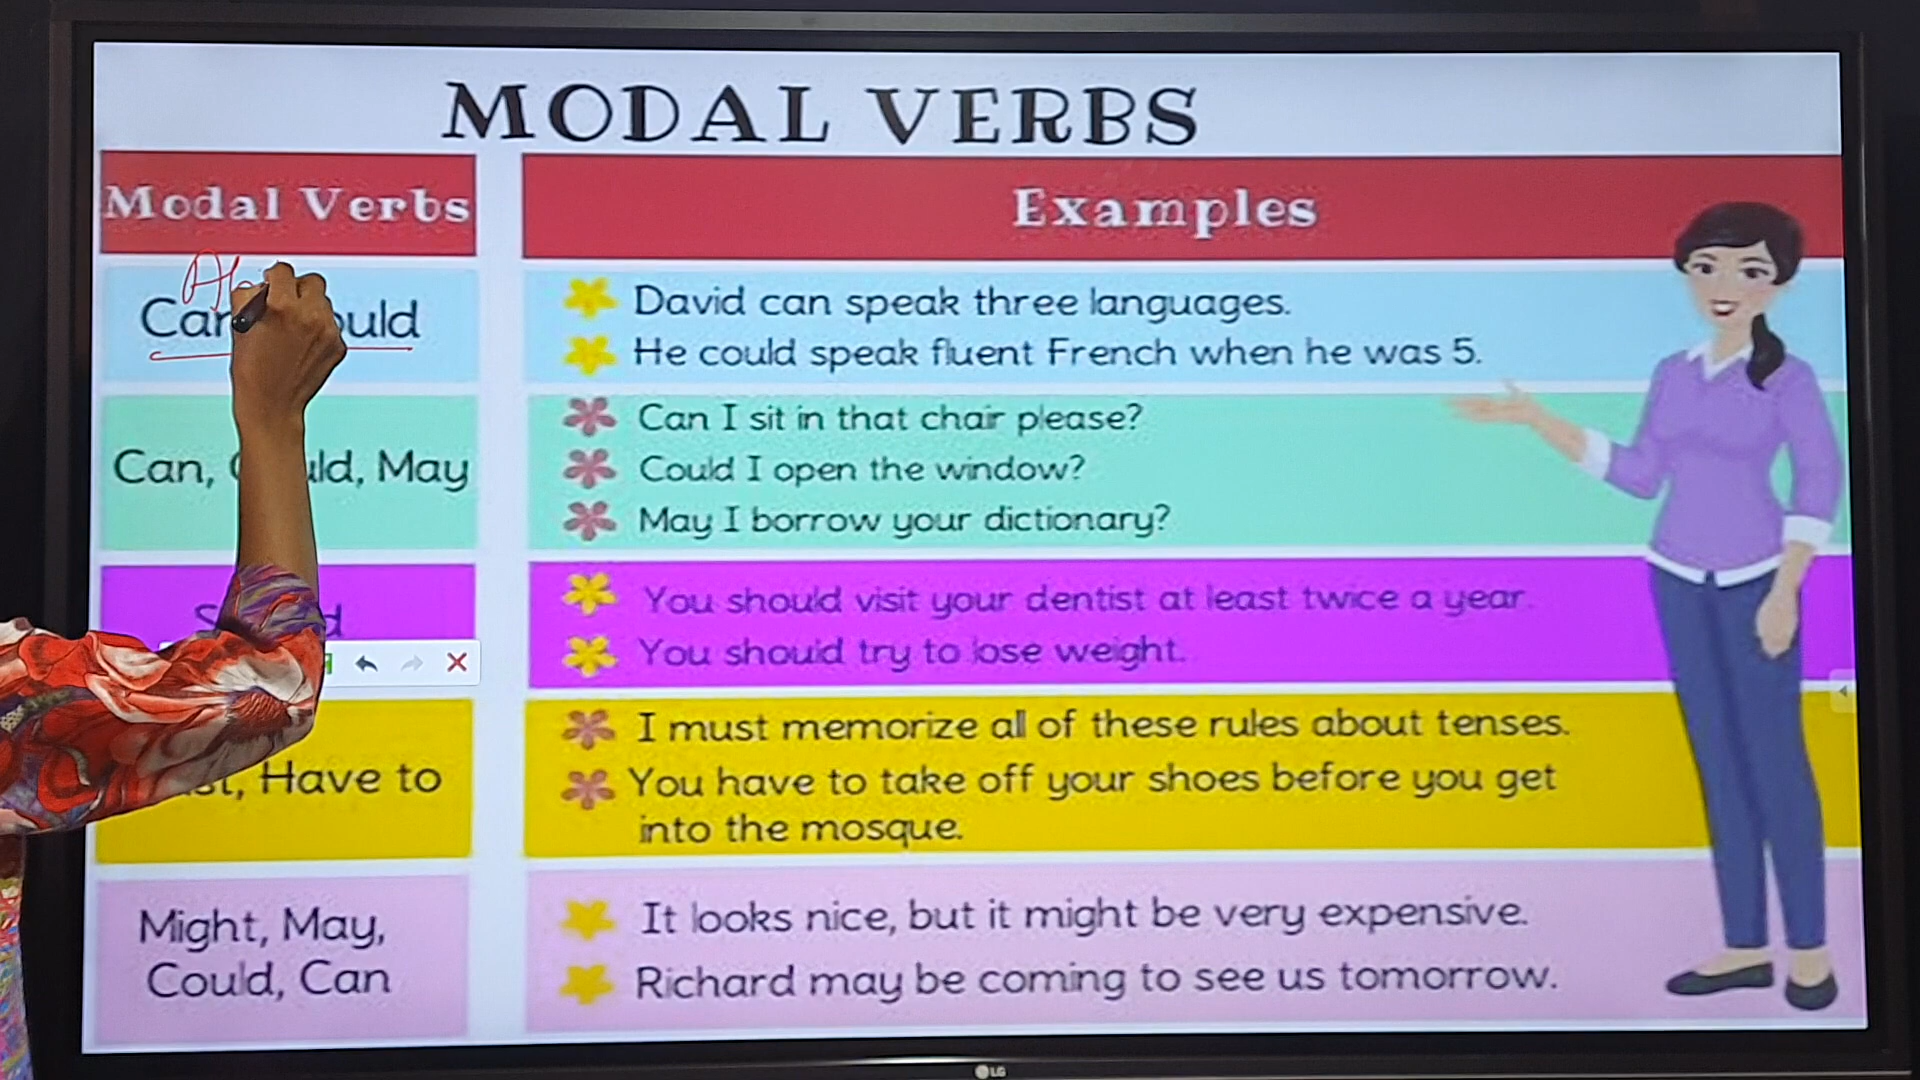 MODAL VERBS
Modal Verbs
Examples
David can speak three languages.
He could speak fluent French when he was 5.
Can, May
Can I sit in that chair please?
Could I open the window?
May I borrow your dictionary?
You should visit your dentist at least twice a year.
You should try to lose weight.
Have to
I must memorize all of these rules about tenses.
You have to take off your shoes before you get
into the mosque.
Might, May,
Could, Can
It looks nice, but it might be very expensive.
Richard may be coming to see us tomorrow.
LG